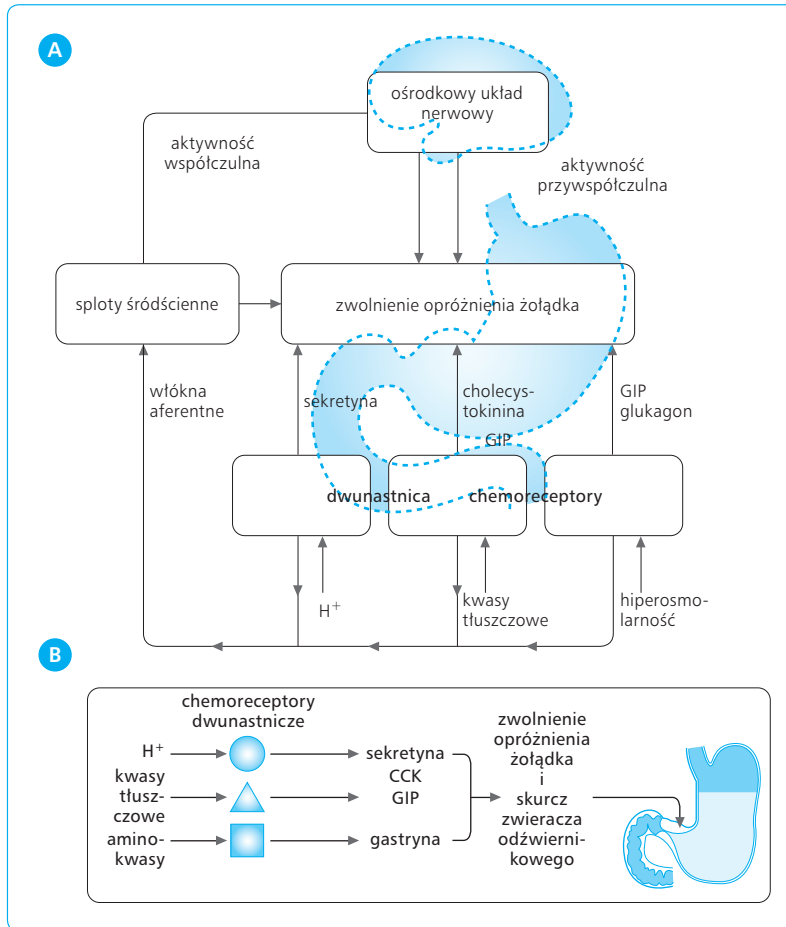 A
ośrodkowy układ
nerwowy
aktywność
współczulna
aktywność
przywspółczulna
sploty śródścienne
zwolnienie opróżnienia żołądka
włókna
aferentne
sekretyna
cholecys-
tokinina
GIP
GIP
glukagon
dwunastnica
chemoreceptory
H+
kwasy
tłuszczowe
hiperosmo-
larność
B
chemoreceptory
dwunastnicze
H+
kwasy
tłusz-
czowe
amino-
kwasy
sekretyna
CCK
GIP
gastryna
zwolnienie
opróżnienia
żołądka
i
skurcz
zwieracza
odźwierni-
kowego